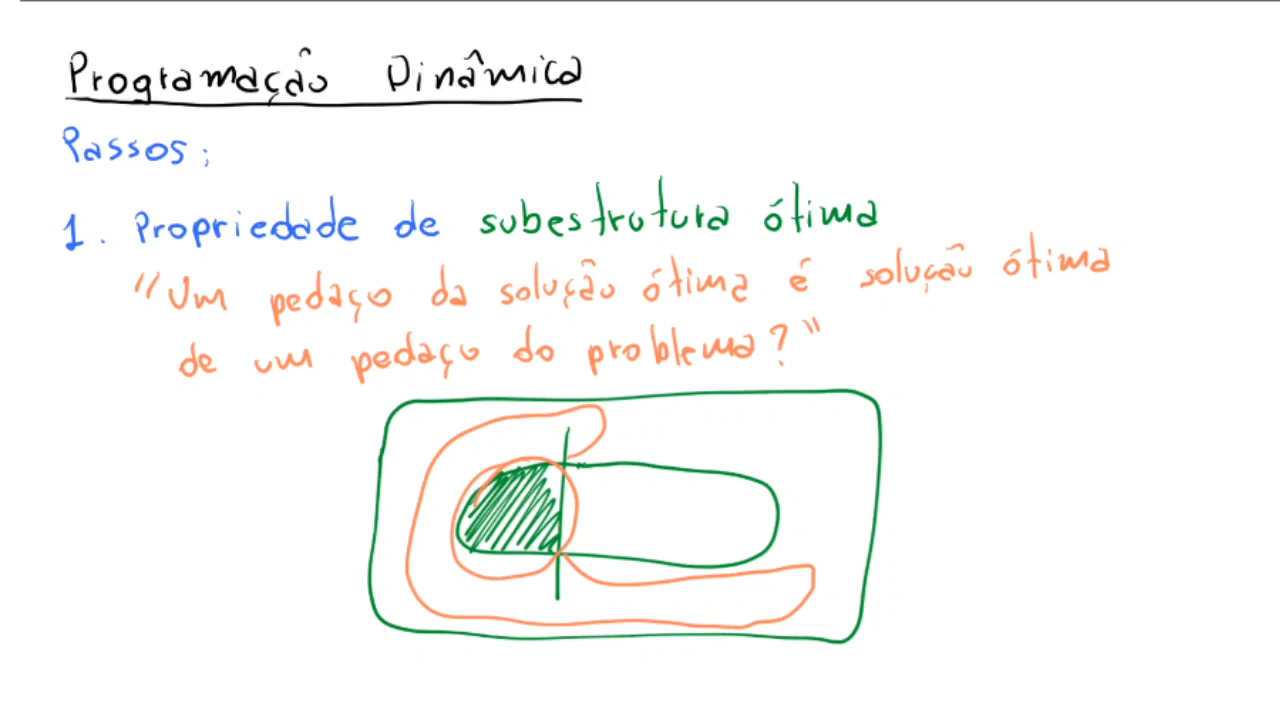 Programação Dinâmica
Passos:
1. Propriedade de subestrutura ótima
"Um pedaço da solução ótima é solução ótima
de um pedaço do problema?"